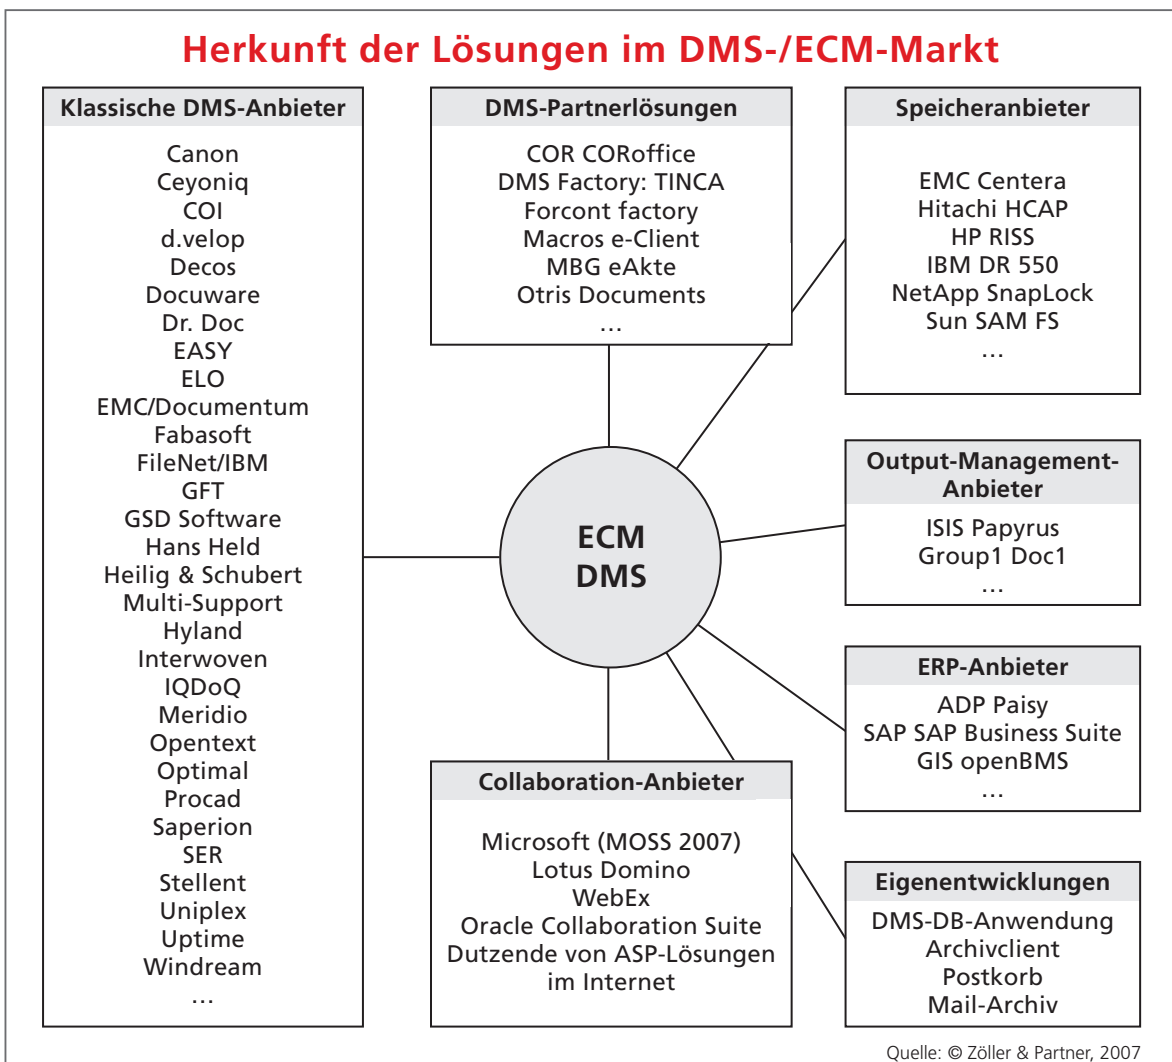 Herkunft der Lösungen im DMS-/ECM-Markt
Klassische DMS-Anbieter
Canon
Ceyoniq
COI
d.velop
Decos
Docuware
Dr. Doc
EASY
ELO
EMC/Documentum
Fabasoft
FileNet/IBM
GFT
GSD Software
Hans Held
Heilig & Schubert
Multi-Support
Hyland
Interwoven
IQDoQ
Meridio
Opentext
Optimal
Procad
Saperion
SER
Stellent
Uniplex
Uptime
Windream
...
DMS-Partnerlösungen
COR CORoffice
DMS Factory: TINCA
Forcont factory
Macros e-Client
MBG eAkte
Otris Documents
...
Speicheranbieter
EMC Centera
Hitachi HCAP
HP RISS
IBM DR 550
NetApp SnapLock
Sun SAM FS
...
ECM
DMS
Output-Management-
Anbieter
ISIS Papyrus
Group1 Doc1
...
ERP-Anbieter
ADP Paisy
SAP SAP Business Suite
GIS openBMS
...
Collaboration-Anbieter
Microsoft (MOSS 2007)
Lotus Domino
WebEx
Oracle Collaboration Suite
Dutzende von ASP-Lösungen
im Internet
Eigenentwicklungen
DMS-DB-Anwendung
Archivclient
Postkorb
Mail-Archiv
Quelle: © Zöller & Partner, 2007